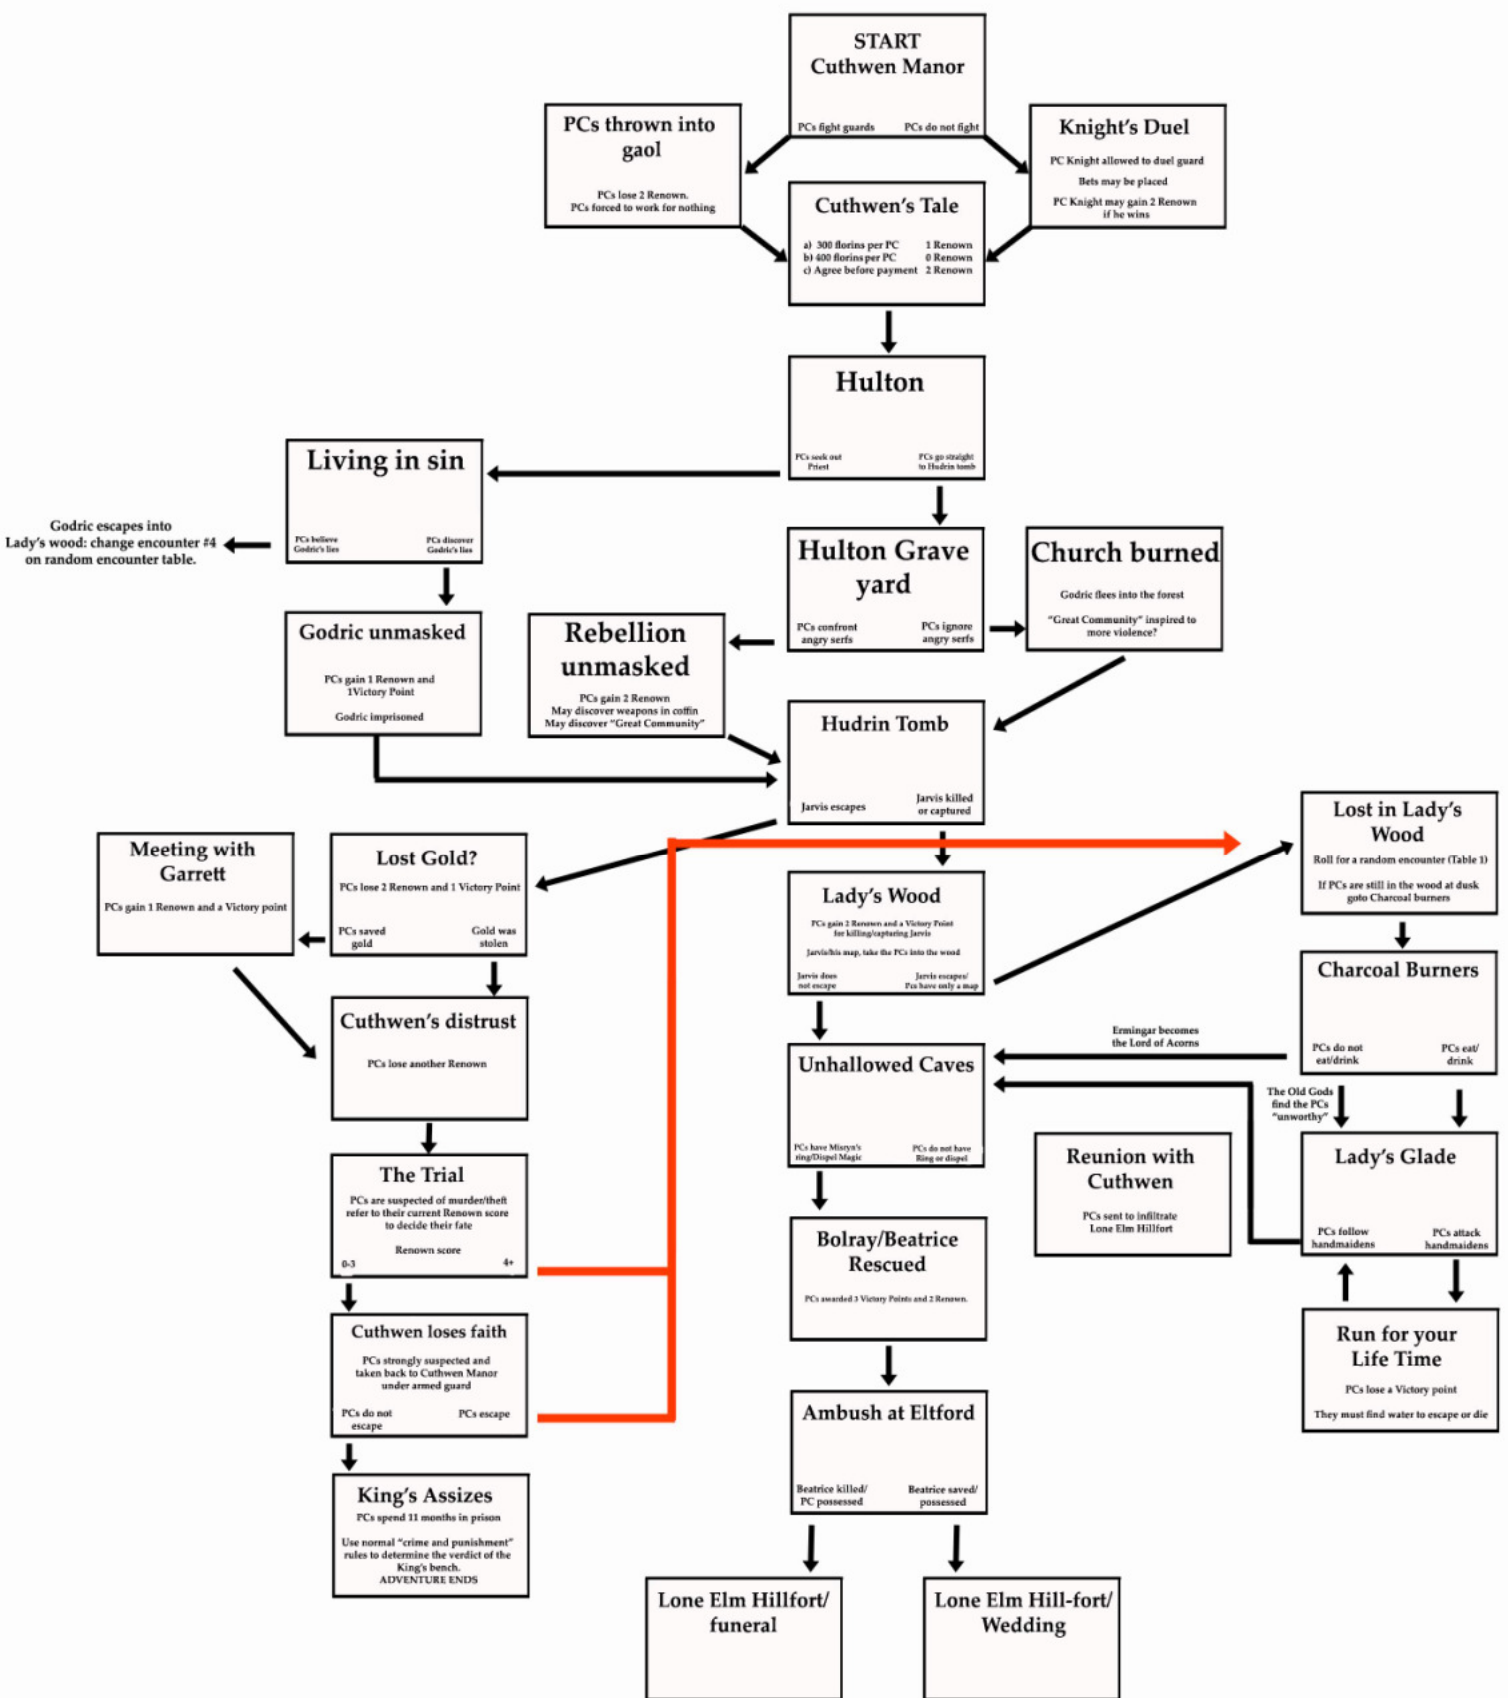 START
Cuthwen Manor
PCs fight guards
PCs do not fight
PCs thrown into
gaol
PCs lose 2 Renown.
PCs forced to work for nothing
Knight's Duel
PC Knight allowed to duel guard
Bets may be placed
PC Knight may gain 2 Renown
if he wins
Cuthwen's Tale
a) 300 florins per PC 1 Renown
b) 400 florins per PC 0 Renown
c) Agree before payment 2 Renown
Hulton
PCs seek out
Priest
PCs go straight
to Hudrin tomb
Living in sin
PCs believe
Godric's lies
PCs discover
Godric's lies
Godric escapes into
Lady's wood: change encounter #4
on random encounter table.
Hulton Grave
yard
PCs confront
angry serfs
PCs ignore
angry serfs
Church burned
Godric flees into the forest
"Great Community" inspired to
more violence?
Godric unmasked
PCs gain 1 Renown and
1Victory Point
Godric imprisoned
Rebellion
unmasked
PCs gain 2 Renown
May discover weapons in coffin
May discover "Great Community"
Hudrin Tomb
Jarvis escapes
Jarvis killed
or captured
Meeting with
Garrett
PCs gain 1 Renown and a Victory point
Lost Gold?
PCs lose 2 Renown and 1 Victory Point
PCs saved
gold
Gold was
stolen
Lady's Wood
PCs gain 2 Renown and a Victory Point
for killing/capturing Jarvis
Jarvis/his map, take the PCs into the wood
Jarvis does
not escape
Jarvis escapes/
Pcs have only a map
Lost in Lady's
Wood
Roll for a random encounter (Table 1)
If PCs are still in the wood at dusk
goto Charcoal burners
Charcoal Burners
PCs do not
eat/drink
PCs eat/
drink
Cuthwen's distrust
PCs lose another Renown
Ermingar becomes
the Lord of Acorns
Unhallowed Caves
PCs have Misryn's
ring/Dispel Magic
PCs do not have
Ring or dispel
The Old Gods
find the PCs
"unworthy"
Reunion with
Cuthwen
PCs sent to infiltrate
Lone Elm Hillfort
Lady's Glade
PCs follow
handmaidens
PCs attack
handmaidens
The Trial
PCs are suspected of murder/theft
refer to their current Renown score
to decide their fate
Renown score
0-3
4+
Bolray/Beatrice
Rescued
PCs awarded 3 Victory Points and 2 Renown.
Run for your
Life Time
PCs lose a Victory point
They must find water to escape or die
Cuthwen loses faith
PCs strongly suspected and
taken back to Cuthwen Manor
under armed guard
PCs do not
escape
PCs escape
Ambush at Eltford
Beatrice killed/
PC possessed
Beatrice saved/
possessed
King's Assizes
PCs spend 11 months in prison
Use normal "crime and punishment"
rules to determine the verdict of the
King's bench.
ADVENTURE ENDS
Lone Elm Hillfort/
funeral
Lone Elm Hill-fort/
Wedding